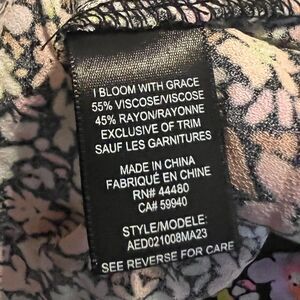 I BLOOM WITH GRACE
55% VISCOSE/VISCOSE
45% RAYON/RAYONNE
EXCLUSIVE OF TRIM
SAUF LES GARNITURES
MADE IN CHINA
FABRIQUÉ EN CHINE
RN# 44480
CA# 59940
STYLE/MODELE:
AED021008MA23
SEE REVERSE FOR CARE